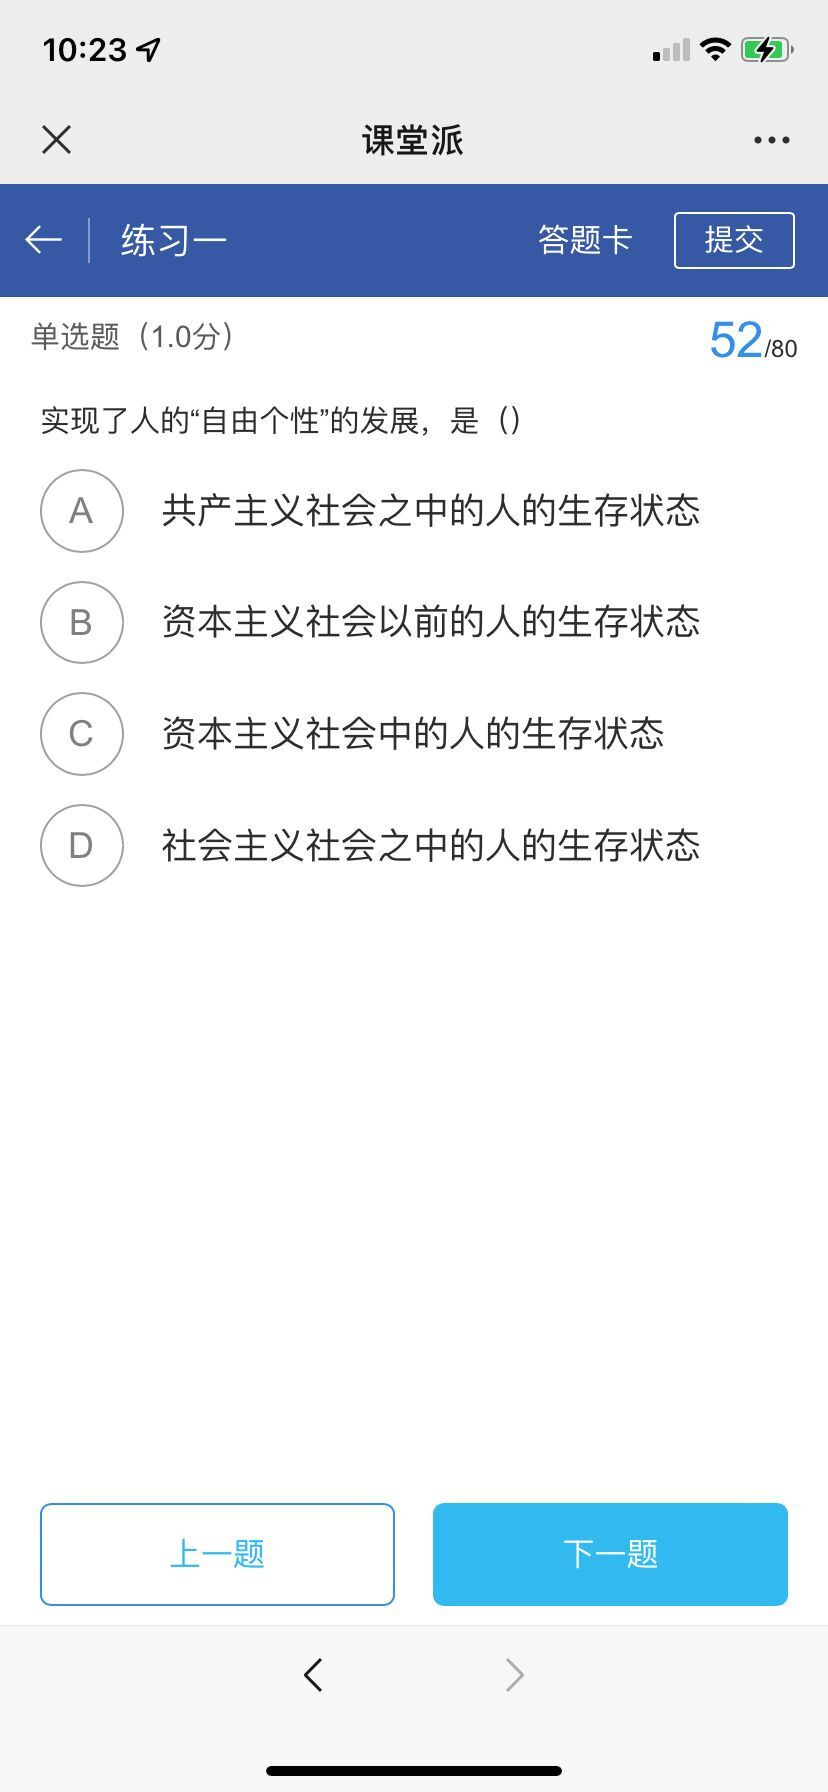 10:23
课堂派
练习一
答题卡
提交
单选题（1.0分）
52/80
实现了人的“自由个性”的发展，是（）
A 共产主义社会之中的人的生存状态
B 资本主义社会以前的人的生存状态
C 资本主义社会中的人的生存状态
D 社会主义社会之中的人的生存状态
上一题
下一题